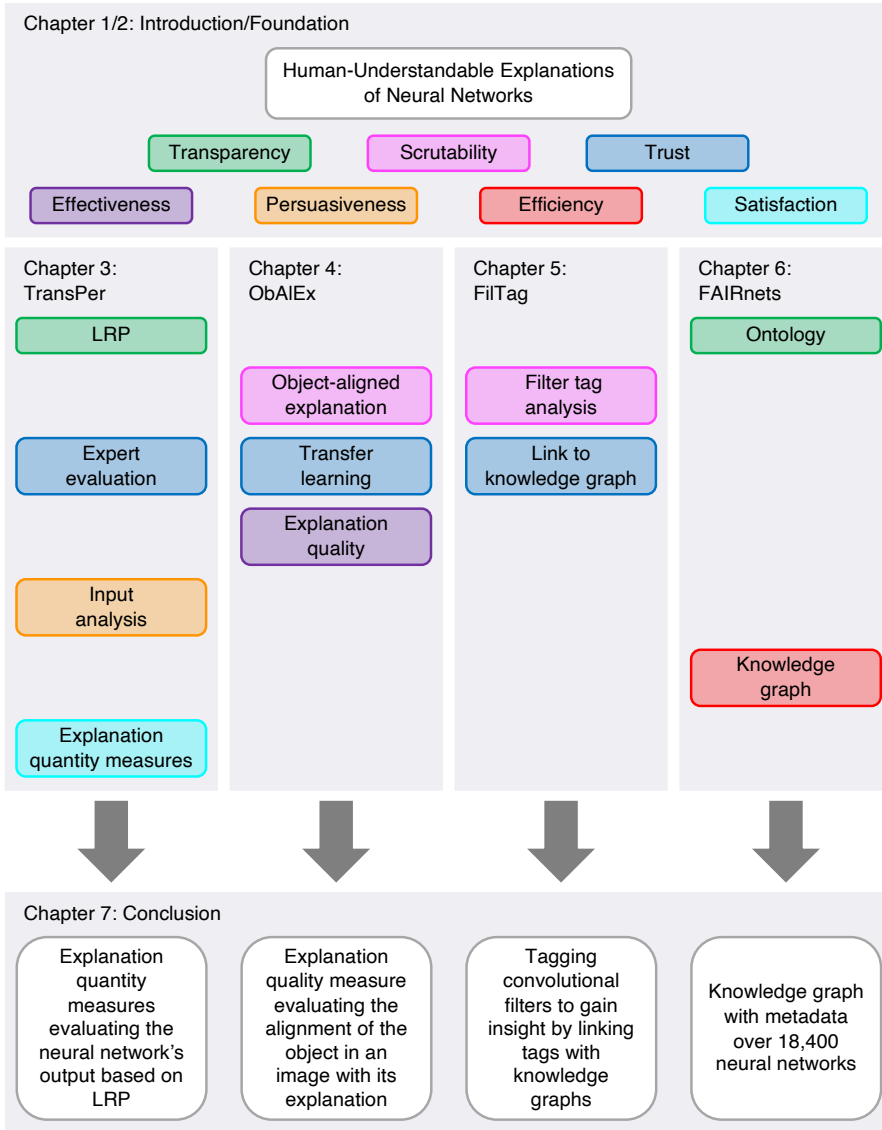 Chapter 1/2: Introduction/Foundation
Human-Understandable Explanations
of Neural Networks
Transparency
Scrutability
Trust
Effectiveness
Persuasiveness
Efficiency
Satisfaction
Chapter 3:
TransPer
LRP
Expert
evaluation
Input
analysis
Explanation
quantity measures
Chapter 4:
ObAlEx
Object-aligned
explanation
Transfer
learning
Explanation
quality
Chapter 5:
FilTag
Filter tag
analysis
Link to
knowledge graph
Chapter 6:
FAIRnets
Ontology
Knowledge
graph
Chapter 7: Conclusion
Explanation
quantity
measures
evaluating the
neural network's
output based on
LRP
Explanation
quality measure
evaluating the
alignment of the
object in an
image with its
explanation
Tagging
convolutional
filters to gain
insight by linking
tags with
knowledge
graphs
Knowledge graph
with metadata
over 18,400
neural networks